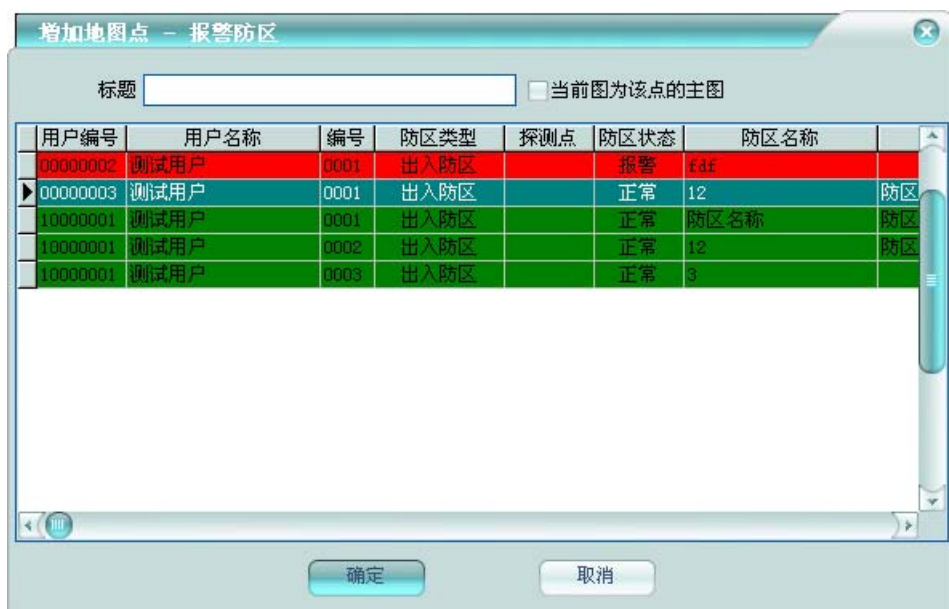 增加地图点 - 报警防区
标题 当前图为该点的主图
用户编号 用户名称 编号 防区类型 探测点 防区状态 防区名称
00000002 测试用户 0001 出入防区 报警 fdf
00000003 测试用户 0001 出入防区 正常 12 防区
10000001 测试用户 0001 出入防区 正常 防区名称 防区
10000001 测试用户 0002 出入防区 正常 12 防区
10000001 测试用户 0003 出入防区 正常 3
确定 取消